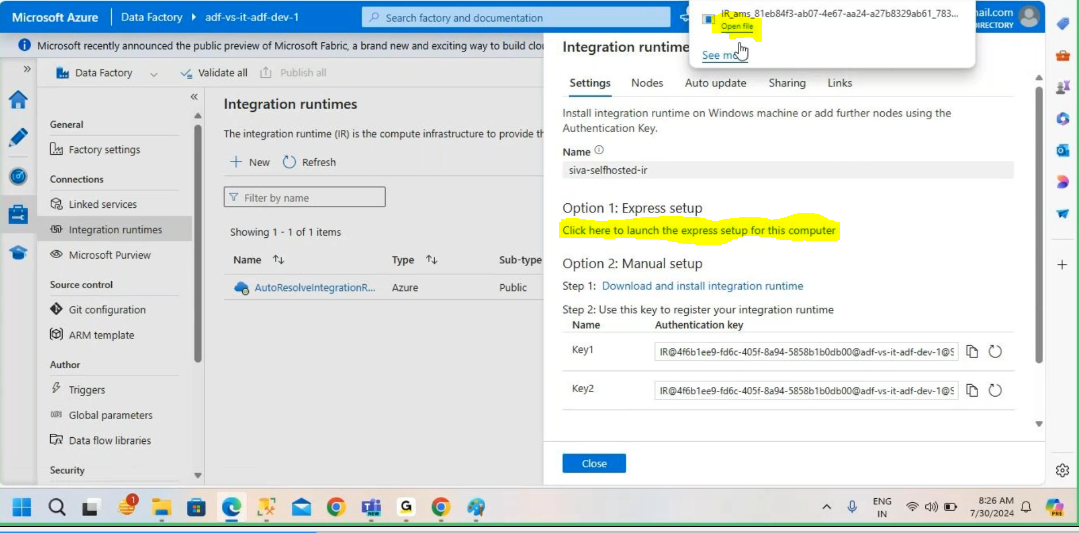 Microsoft Azure
Data Factory
adf-vs-it-adf-dev-1
Search factory and documentation
IR_ams_81eb84f3-ab07-4e67-aa24-a27b8329ab61_783...
Open file
See
Microsoft recently announced the public preview of Microsoft Fabric, a brand new and exciting way to build
Data Factory
Validate all
Publish all
General
Factory settings
Connections
Linked services
Integration runtimes
Microsoft Purview
Source control
Git configuration
ARM template
Author
Triggers
Global parameters
Data flow libraries
Security
Integration runtimes
The integration runtime (IR) is the compute infrastructure to provide
New
Refresh
Filter by name
Showing 1 - 1 of 1 items
Name
Type
Sub-type
AutoResolveIntegrationR...
Azure
Public
Integration runtime
Settings
Nodes
Auto update
Sharing
Links
Install integration runtime on Windows machine or add further nodes using the
Authentication Key.
Name
siva-selfhosted-ir
Option 1: Express setup
Click here to launch the express setup for this computer
Option 2: Manual setup
Step 1: Download and install integration runtime
Step 2: Use this key to register your integration runtime
Name Authentication key
Key1 IR@4f6b1ee9-fd6c-405f-8a94-5858b1b0db00@adf-vs-it-adf-dev-1@S
Key2 IR@4f6b1ee9-fd6c-405f-8a94-5858b1b0db00@adf-vs-it-adf-dev-1@S
Close
ENG
IN
8:26 AM
7/30/2024